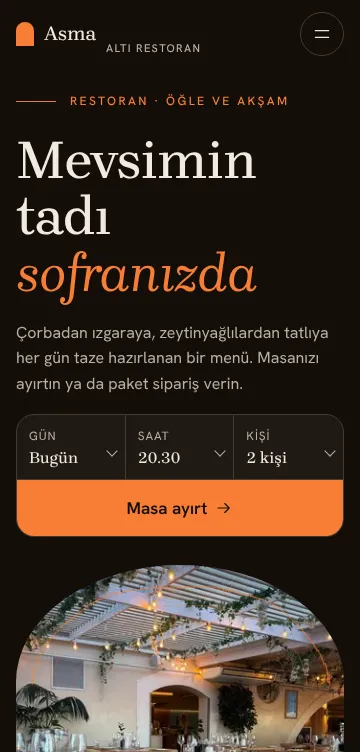 Asma
ALTI RESTORAN
RESTORAN · ÖĞLE VE AKŞAM
Mevsimin
tadı
sofranızda
Çorbadan ızgaraya, zeytinyağlılardan tatlıya
her gün taze hazırlanan bir menü. Masanızı
ayırtın ya da paket sipariş verin.
GÜN SAAT KİŞİ
Bugün 20.30 2 kişi
Masa ayırt →